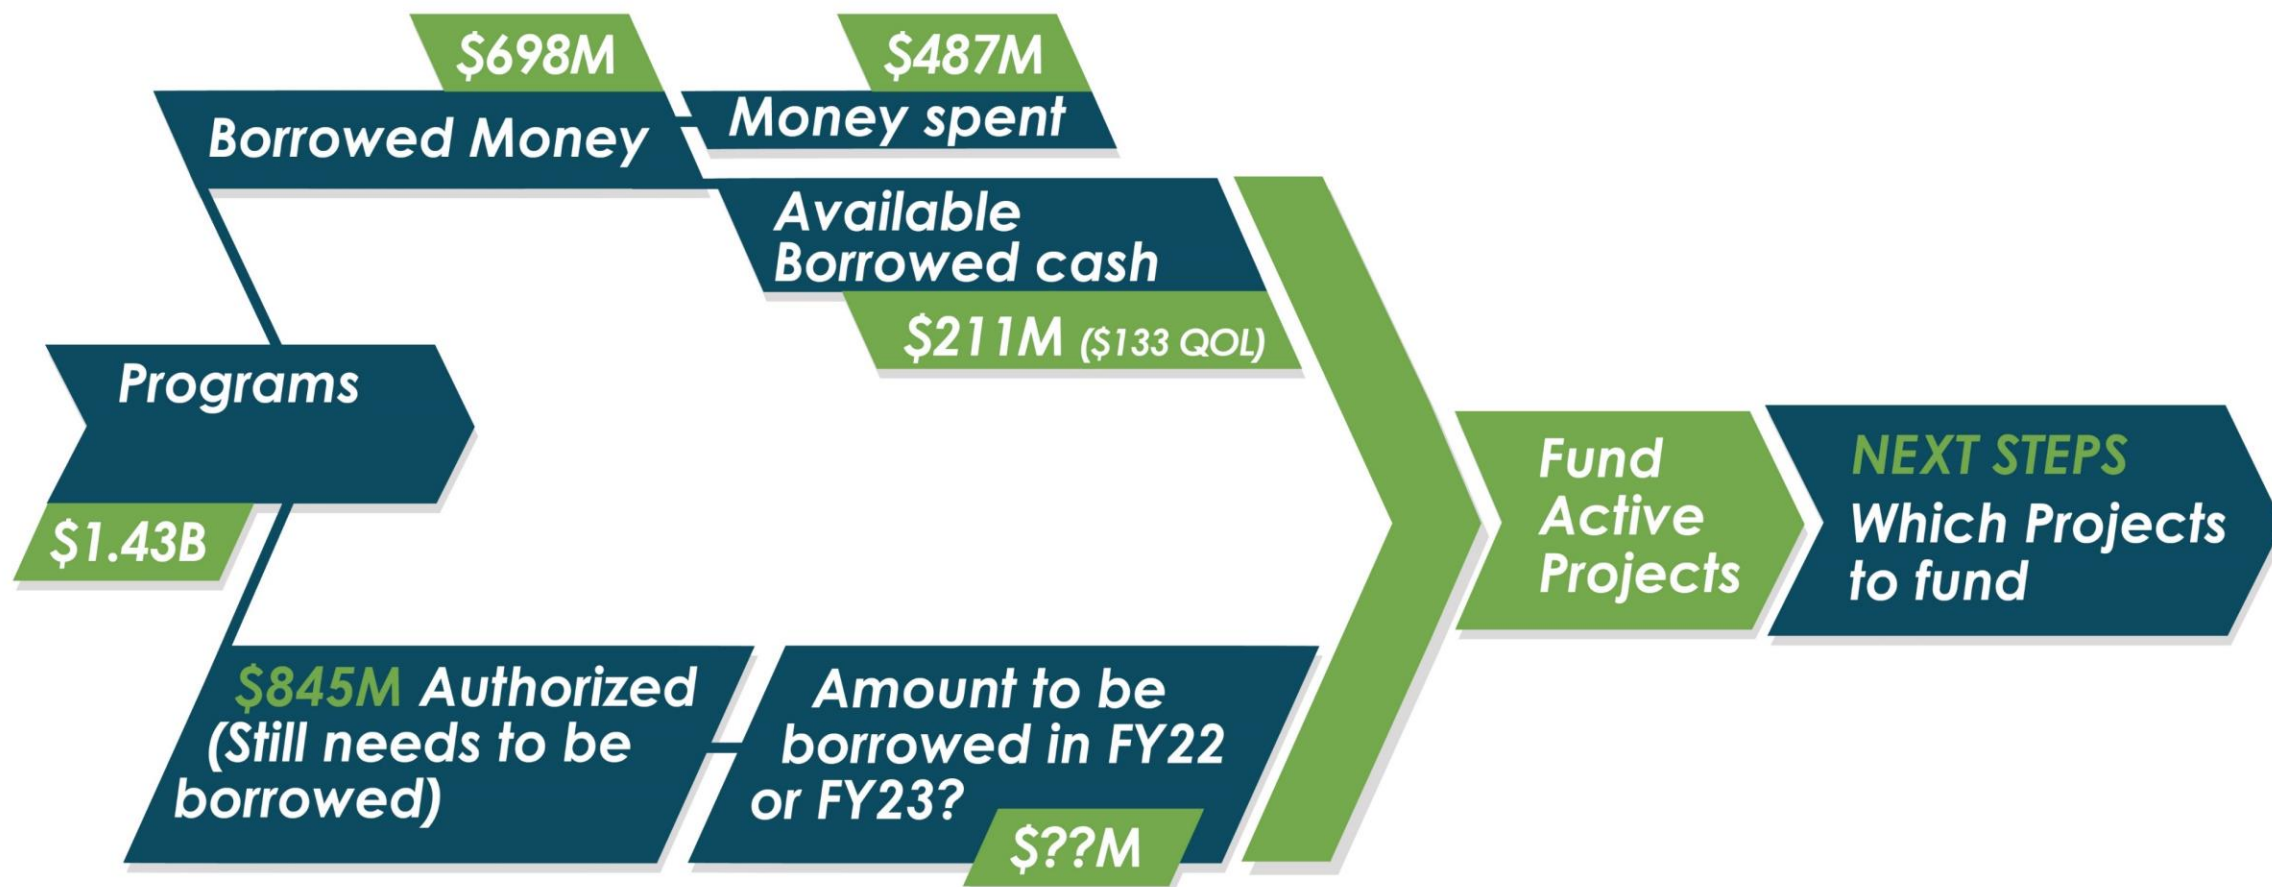 $698M
Borrowed Money
$487M
Money spent
Available
Borrowed cash
$211M ($133 QOL)
Programs
$1.43B
$845M Authorized
(Still needs to be
borrowed)
Amount to be
borrowed in FY22
or FY23?
$??M
Fund
Active
Projects
NEXT STEPS
Which Projects
to fund